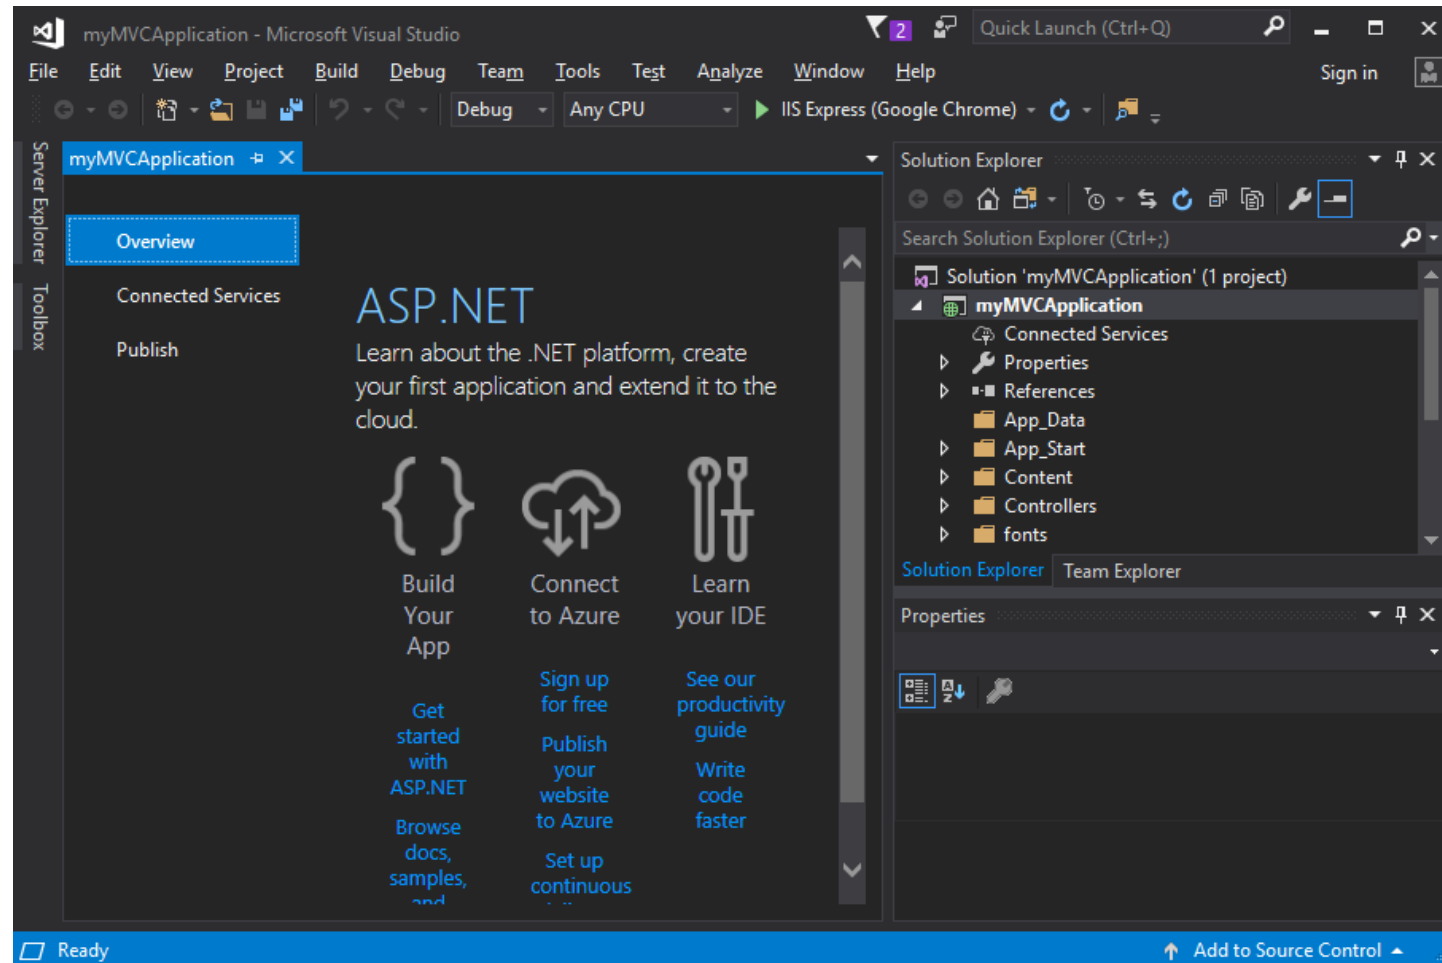 myMVCApplication - Microsoft Visual Studio
2
Quick Launch (Ctrl+Q)
File Edit View Project Build Debug Team Tools Test Analyze Window Help
Sign in
Debug
Any CPU
IIS Express (Google Chrome)
Server Explorer
Toolbox
myMVCApplication
Overview
Connected Services
Publish
ASP.NET
Learn about the .NET platform, create
your first application and extend it to the
cloud.
Build
Your
App
Get
started
with
ASP.NET
Browse
docs,
samples,
and
Connect
to Azure
Sign up
for free
Publish
your
website
to Azure
Set up
continuous
Learn
your IDE
See our
productivity
guide
Write
code
faster
Solution Explorer
Search Solution Explorer (Ctrl+;)
Solution 'myMVCApplication' (1 project)
myMVCApplication
Connected Services
Properties
References
App_Data
App_Start
Content
Controllers
fonts
Solution Explorer Team Explorer
Properties
Ready
Add to Source Control